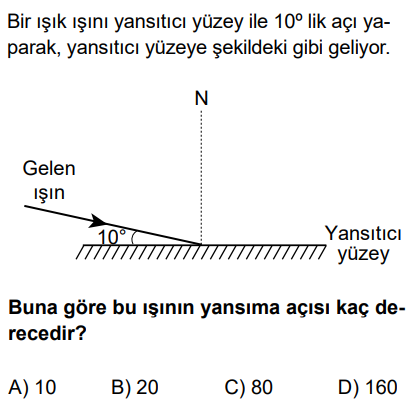 Bir ışık ışını yansıtıcı yüzey ile 10º lik açı ya-
parak, yansıtıcı yüzeye şekildeki gibi geliyor.
N
Gelen
ışın
10°
Yansıtıcı
yüzey
Buna göre bu ışının yansıma açısı kaç de-
recedir?
A) 10 B) 20 C) 80 D) 160